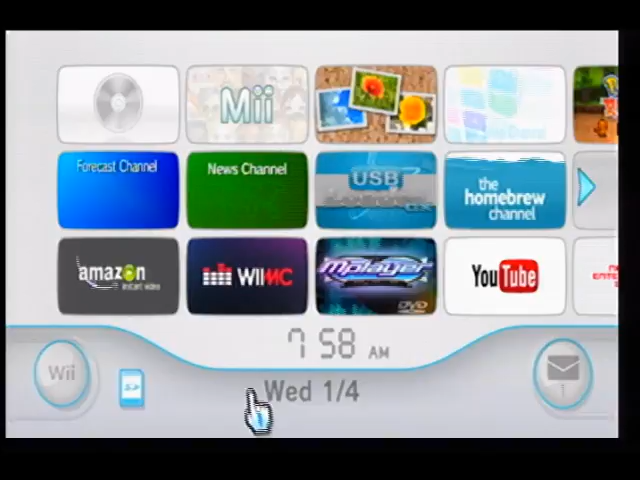 Mii
Forecast Channel
News Channel
USB
the
homebrew
channel
amazon
instant video
WIIMC
Mplayer
DVD
YouTube
7 58 AM
Wii
Wed 1/4